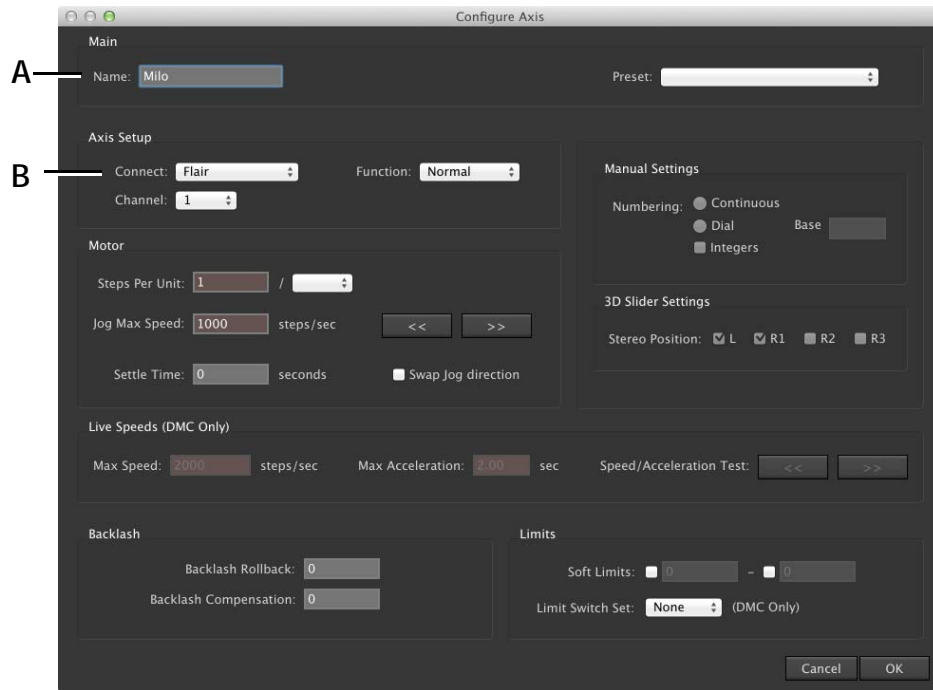 Configure Axis
Main
A
Name: Milo
Preset:
Axis Setup
B
Connect: Flair
Function: Normal
Channel: 1
Manual Settings
Numbering: Continuous
Dial
Base
Integers
Motor
Steps Per Unit: 1 /
Jog Max Speed: 1000 steps/sec << >>
Settle Time: 0 seconds
Swap Jog direction
3D Slider Settings
Stereo Position: L R1 R2 R3
Live Speeds (DMC Only)
Max Speed: 2000 steps/sec Max Acceleration: 2.00 sec Speed/Acceleration Test: << >>
Backlash
Backlash Rollback: 0
Backlash Compensation: 0
Limits
Soft Limits: 0 - 0
Limit Switch Set: None (DMC Only)
Cancel OK